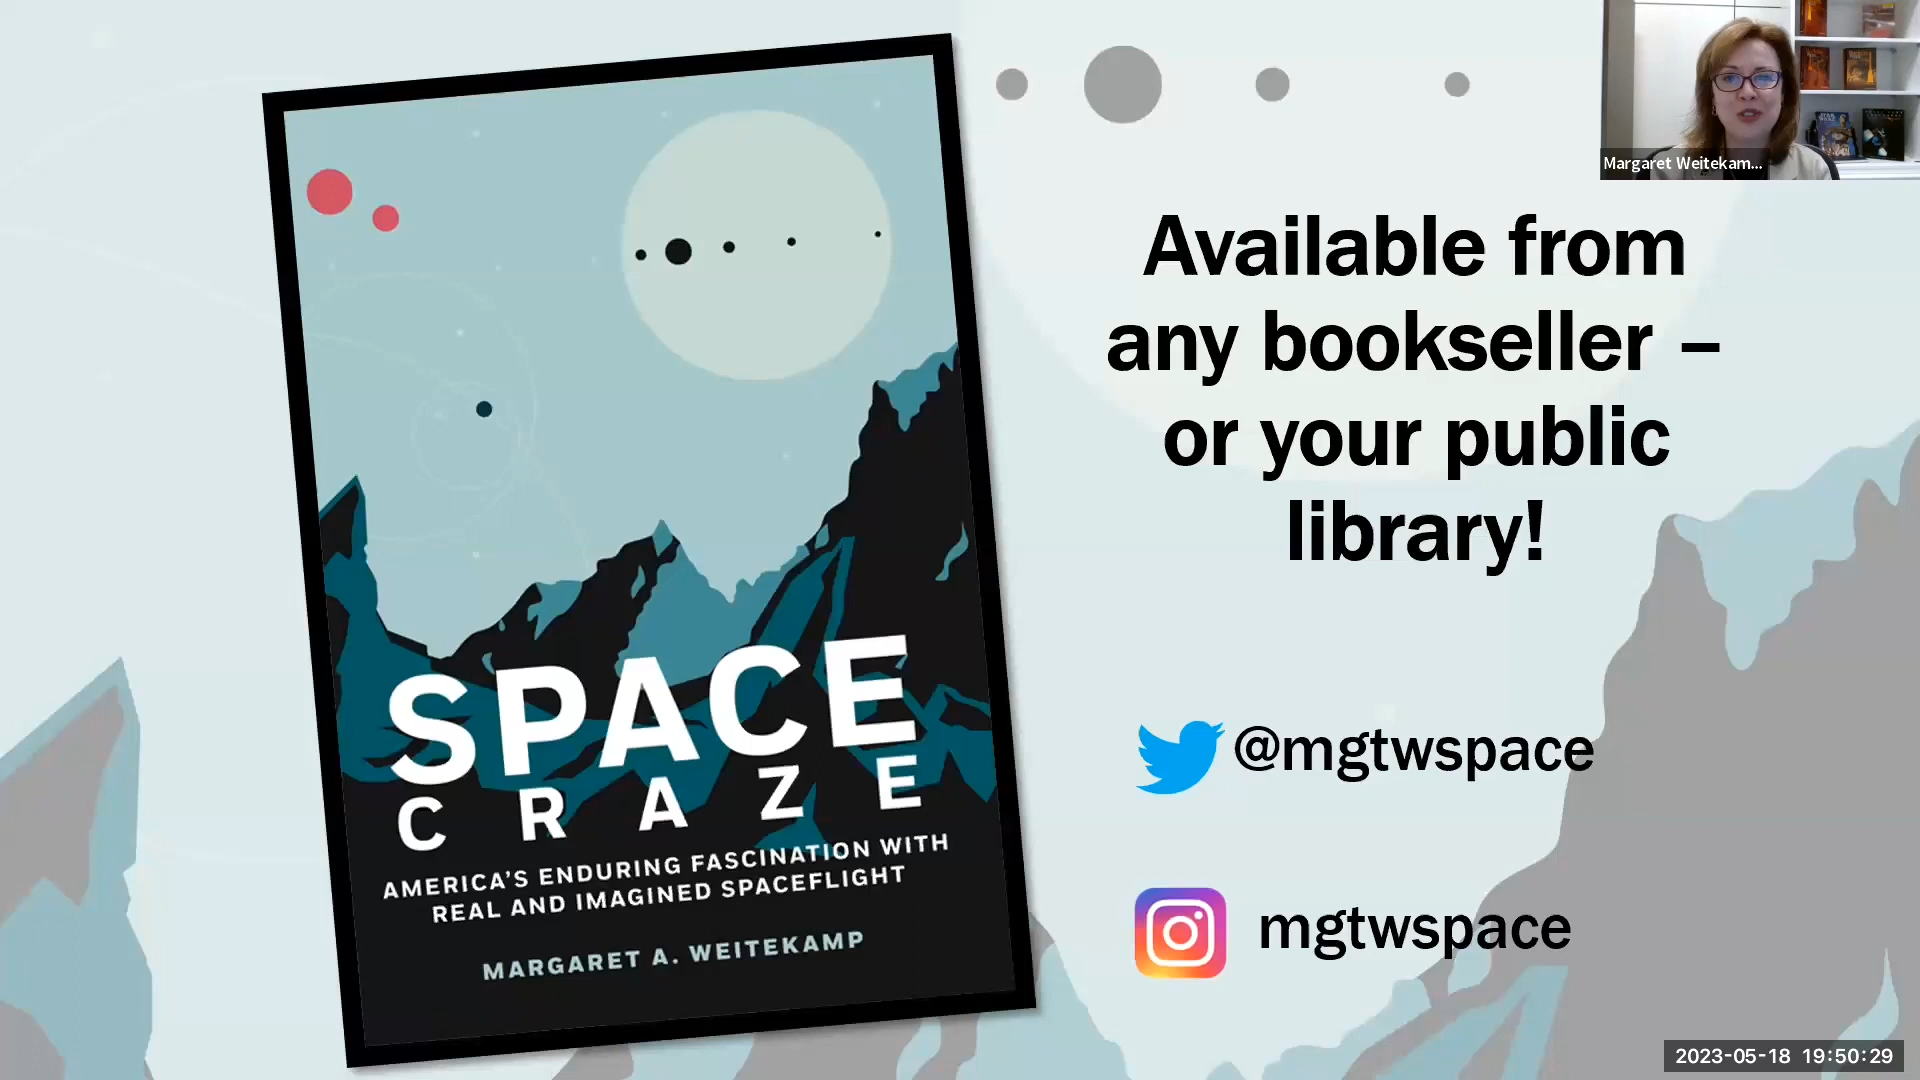 SPACE
CRAZE
AMERICA'S ENDURING FASCINATION WITH
REAL AND IMAGINED SPACEFLIGHT
MARGARET A. WEITEKAMP
Margaret Weitekam...
Available from
any bookseller –
or your public
library!
@mgtwspace
mgtwspace
2023-05-18 19:50:29